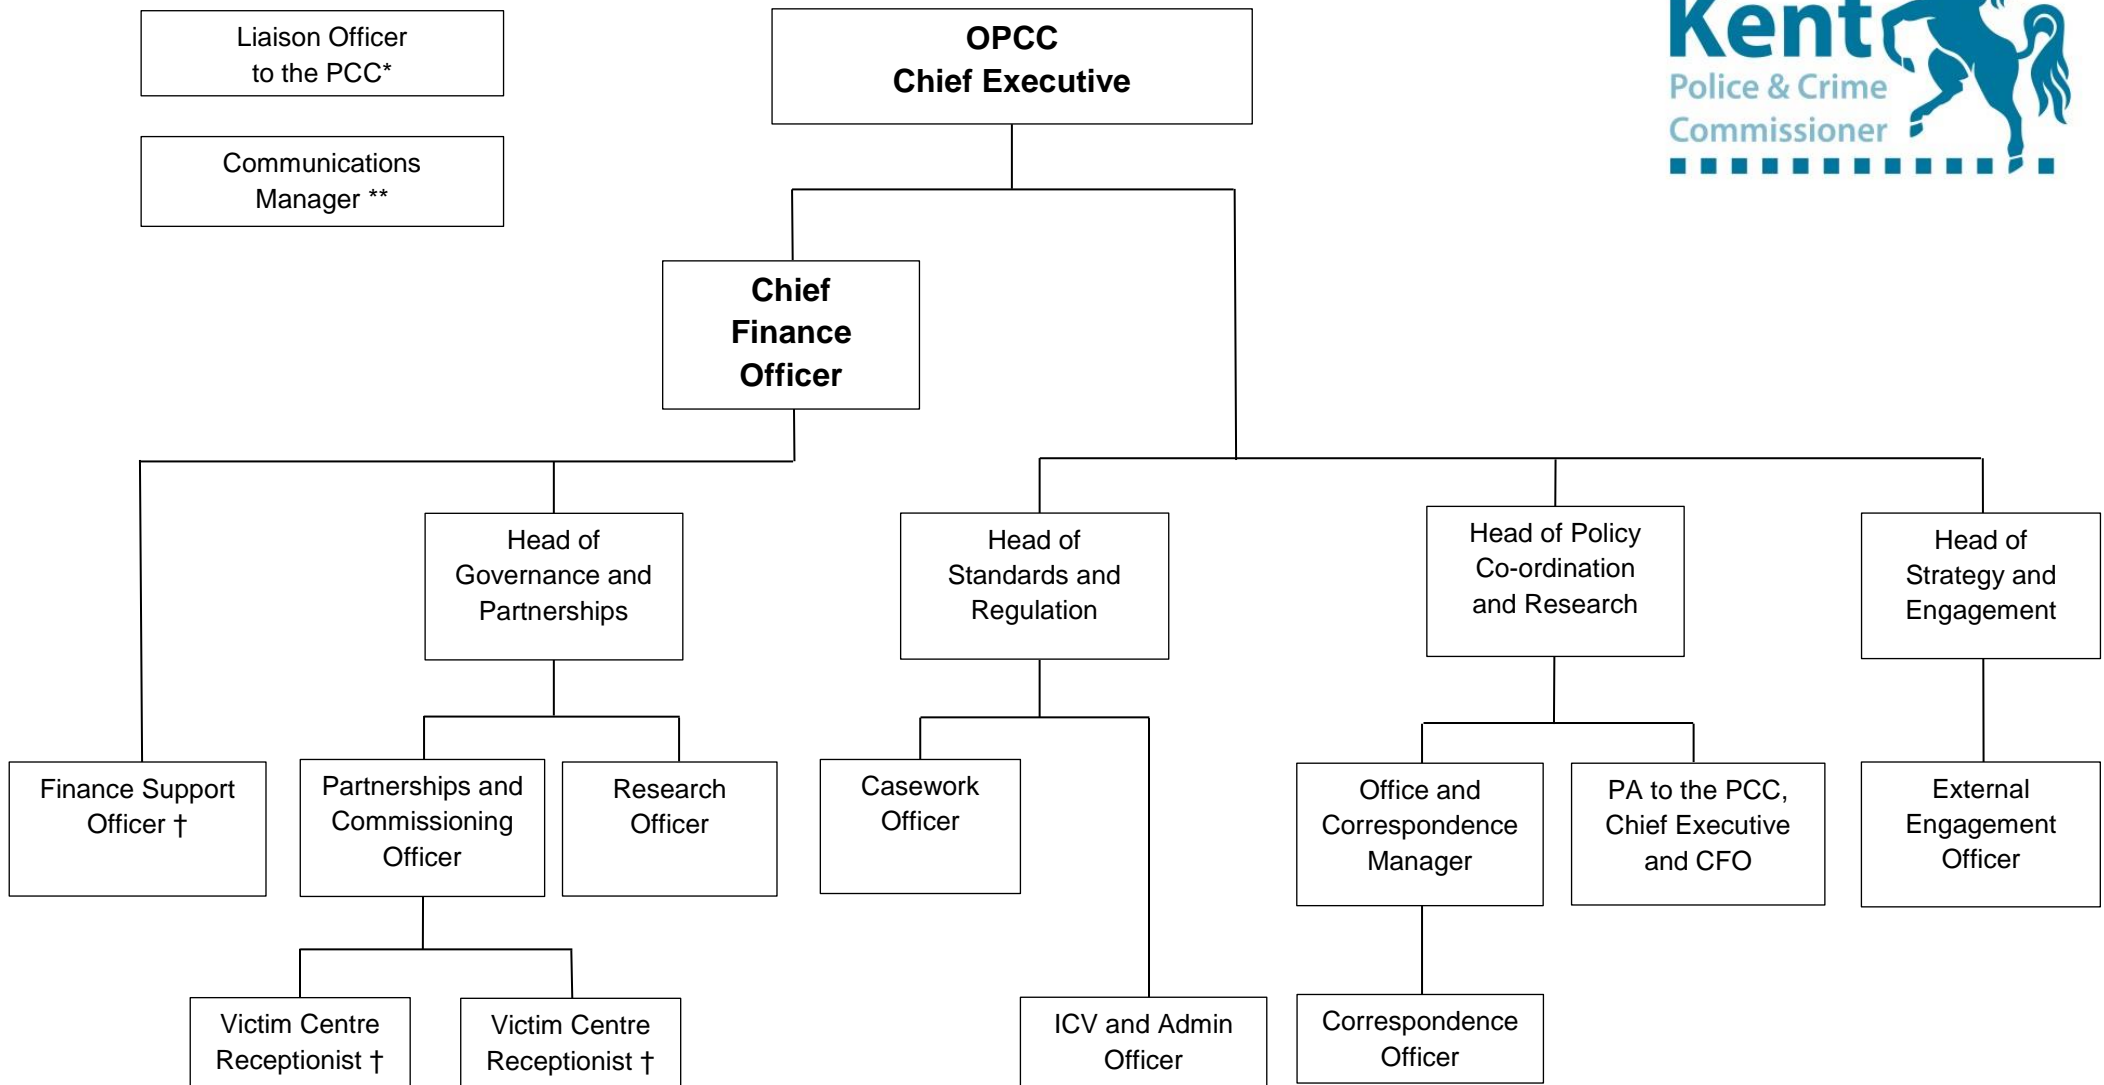 Liaison Officer
to the PCC*
OPCC
Chief Executive
Kent
Police & Crime
Commissioner
Communications
Manager **
Chief
Finance
Officer
Head of
Governance and
Partnerships
Head of
Standards and
Regulation
Head of Policy
Co-ordination
and Research
Head of
Strategy and
Engagement
Finance Support
Officer †
Partnerships and
Commissioning
Officer
Research
Officer
Casework
Officer
Office and
Correspondence
Manager
PA to the PCC,
Chief Executive
and CFO
External
Engagement
Officer
Victim Centre
Receptionist †
Victim Centre
Receptionist †
ICV and Admin
Officer
Correspondence
Officer